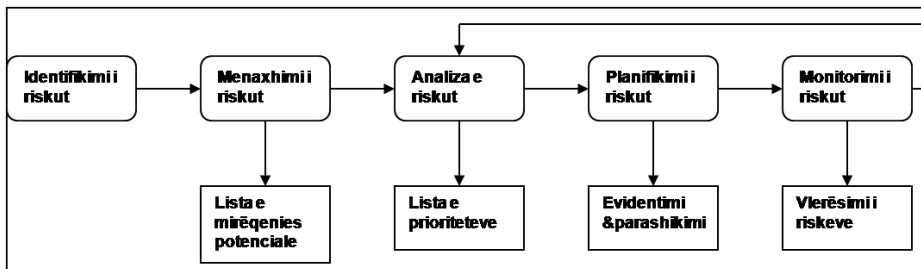 Identifikimi i
riskut
Menaxhimi i
riskut
Analiza e
riskut
Planifikimi i
riskut
Monitorimi i
riskut
Lista e
mirëqenies
potenciale
Lista e
prioriteteve
Evidentimi
&parashikimi
Vlerësimi i
riskeve